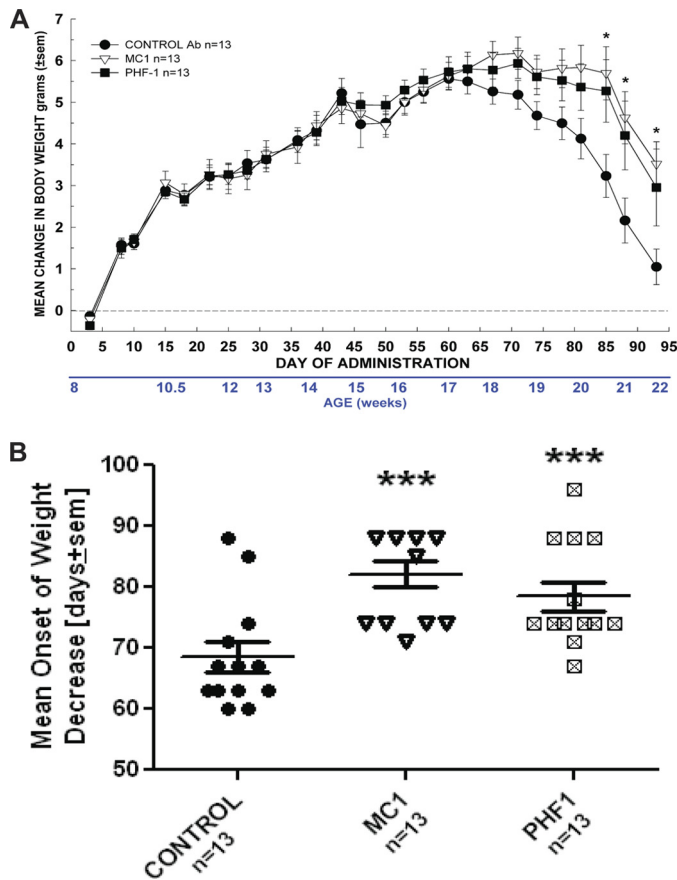 A
CONTROL Ab n=13
MC1 n=13
PHF-1 n=13
MEAN CHANGE IN BODY WEIGHT grams (±sem)
7
6
5
4
3
2
1
0
* * *
0 5 10 15 20 25 30 35 40 45 50 55 60 65 70 75 80 85 90 95
DAY OF ADMINISTRATION
8 10.5 12 13 14 15 16 17 18 19 20 21 22
AGE (weeks)
B
Mean Onset of Weight
Decrease [days±sem]
100
90
80
70
60
50
*** ***
CONTROL
n=13
MC1
n=13
PHF1
n=13